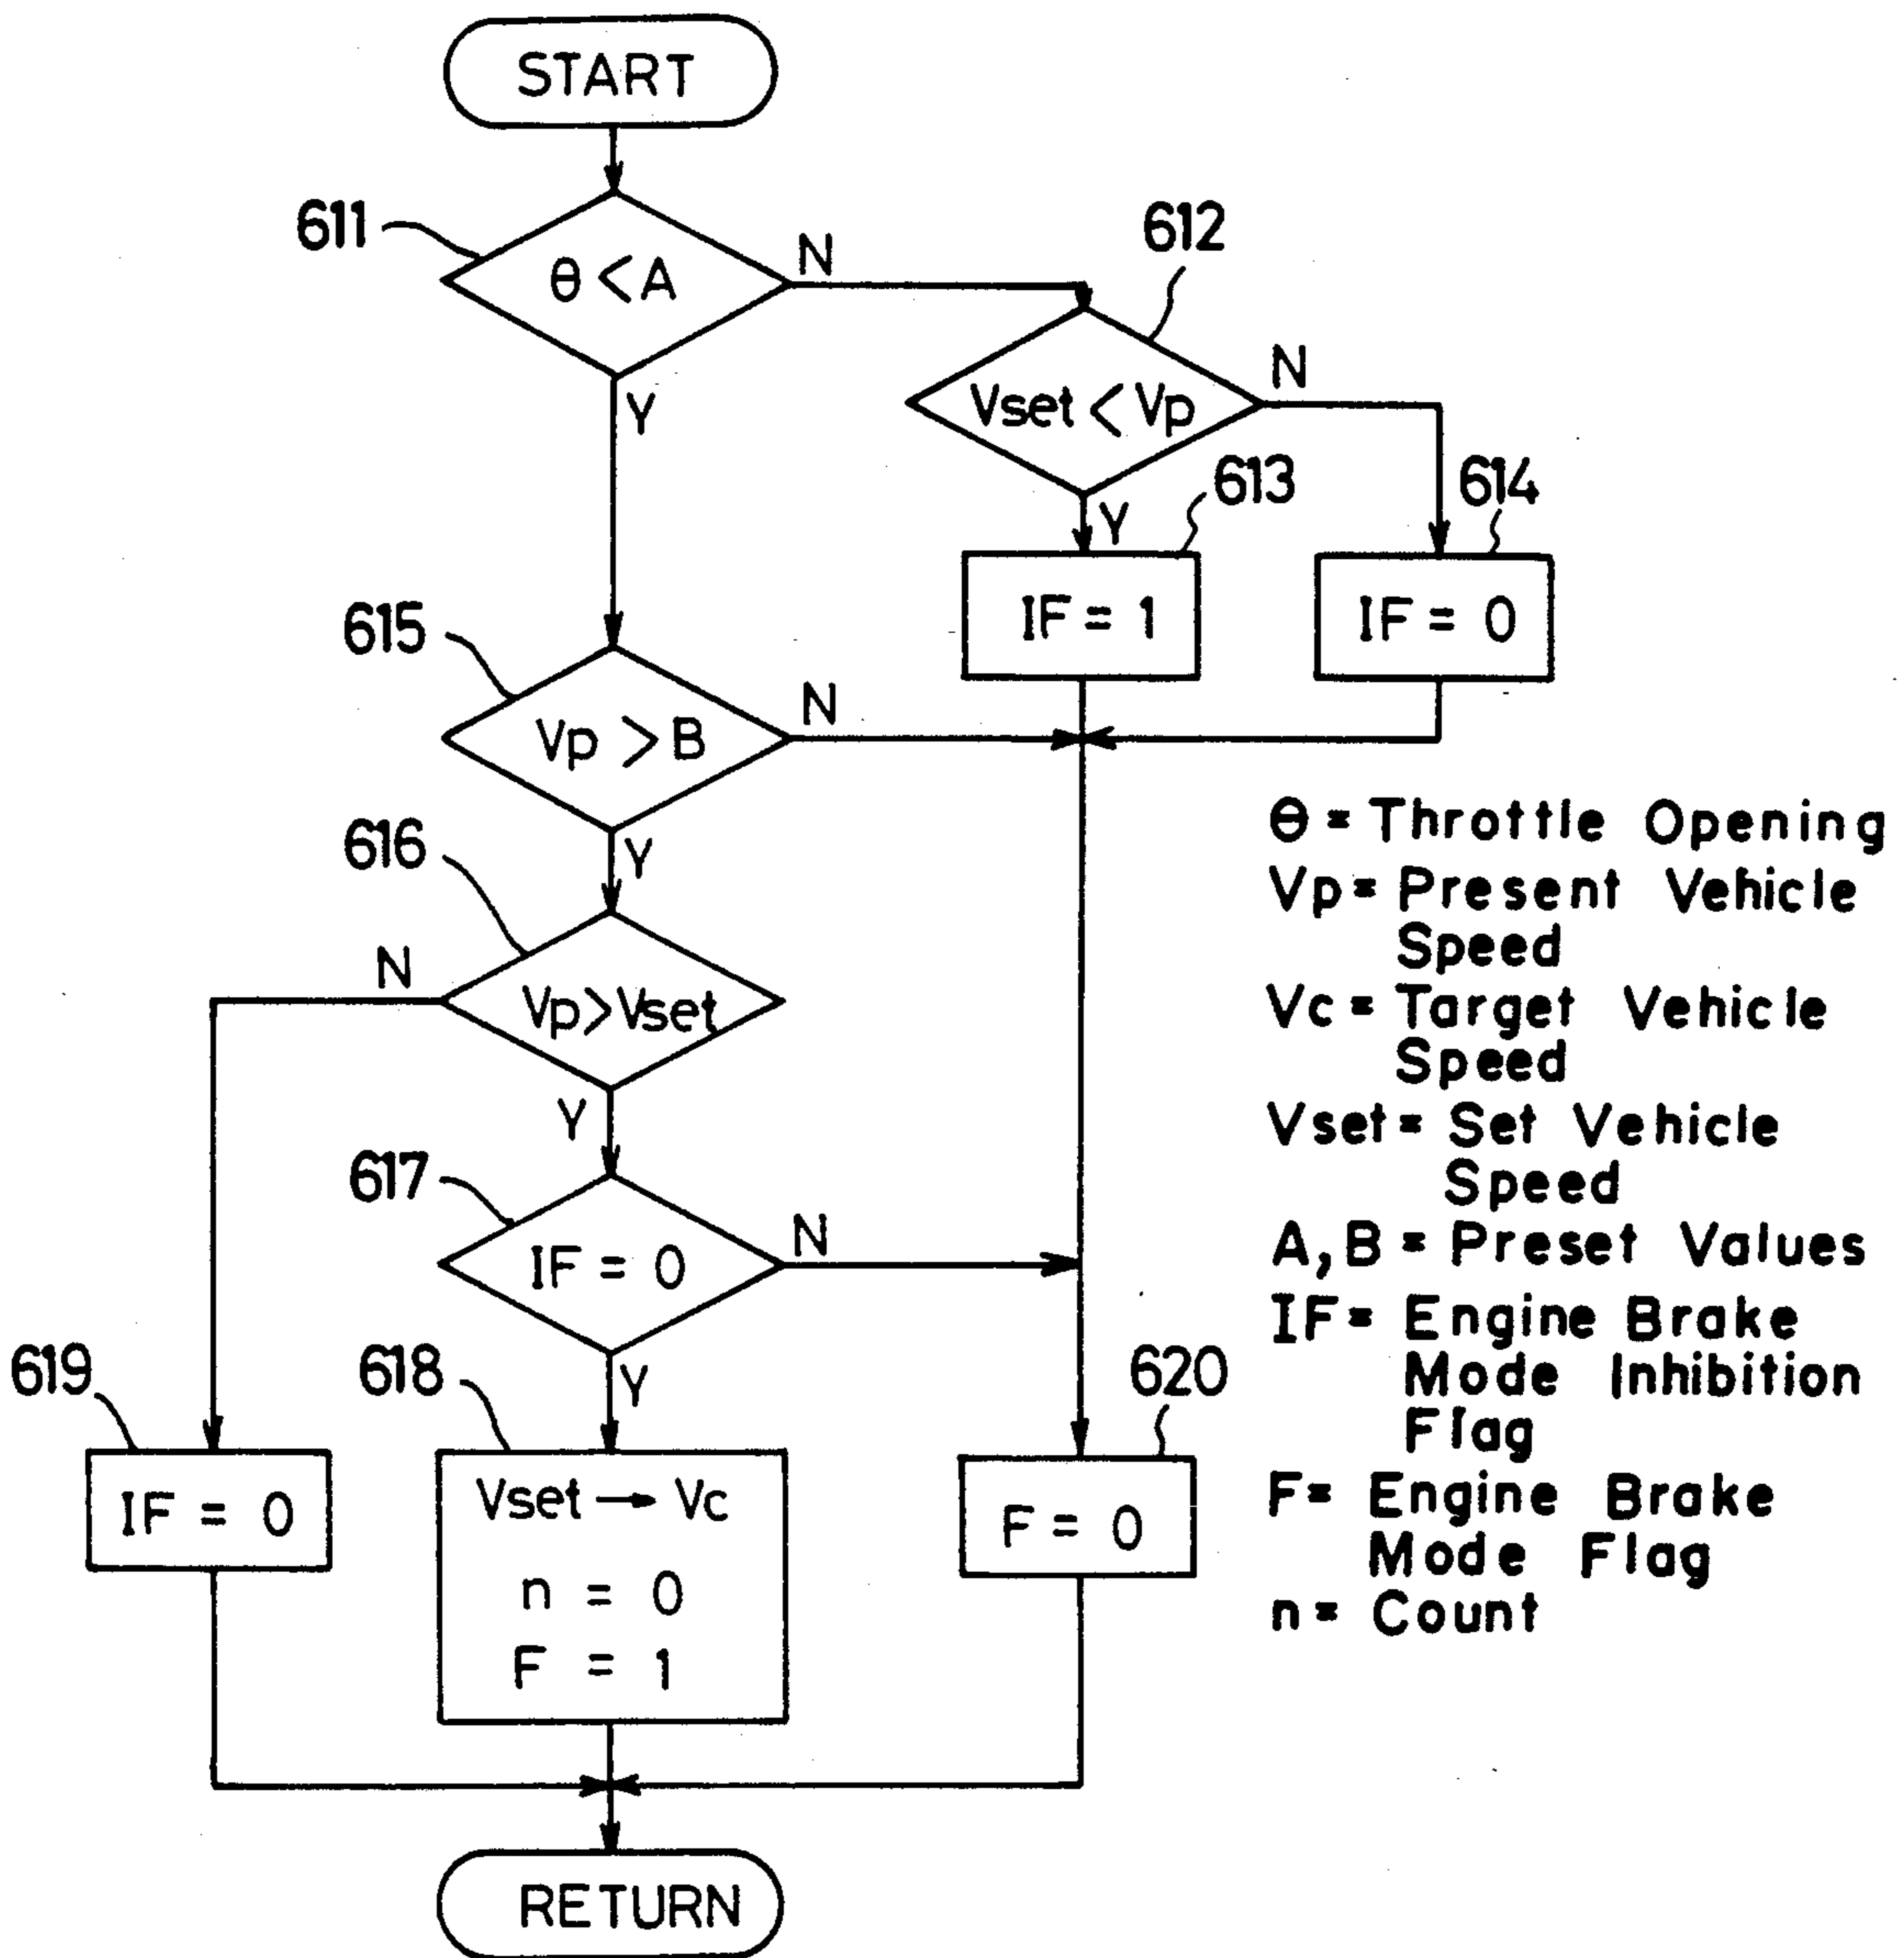 START
611
θ < A
N
612
Y
Vset < Vp
N
613
614
Y
IF = 1
IF = 0
615
Vp > B
N
616
Y
N
Vp > Vset
Y
617
IF = 0
N
619
618
Y
620
IF = 0
Vset → Vc
n = 0
F = 1
F = 0
RETURN
θ = Throttle Opening
Vp = Present Vehicle
Speed
Vc = Target Vehicle
Speed
Vset = Set Vehicle
Speed
A, B = Preset Values
IF = Engine Brake
Mode Inhibition
Flag
F = Engine Brake
Mode Flag
n = Count